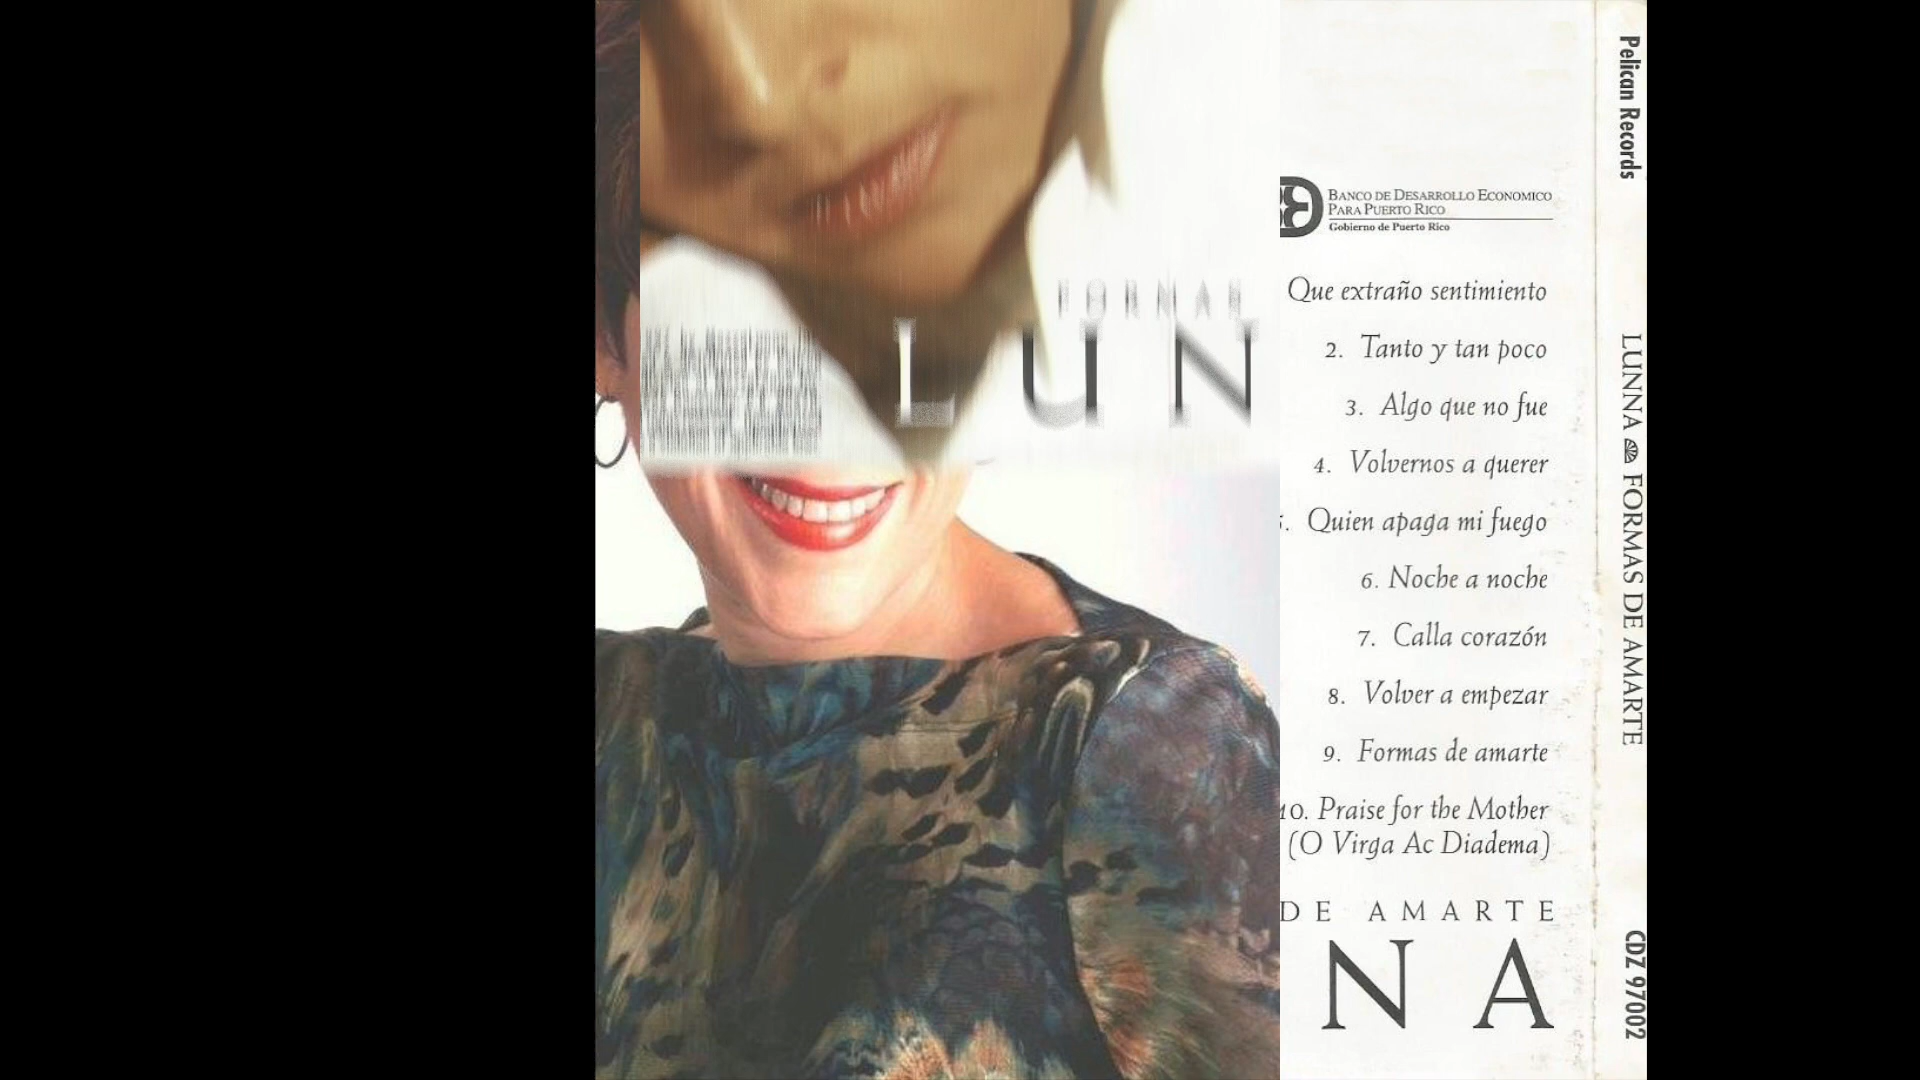 FORMAS
LUN
BANCO DE DESARROLLO ECONOMICO
PARA PUERTO RICO
Gobierno de Puerto Rico
Que extraño sentimiento
2. Tanto y tan poco
3. Algo que no fue
4. Volvernos a querer
5. Quien apaga mi fuego
6. Noche a noche
7. Calla corazón
8. Volver a empezar
9. Formas de amarte
10. Praise for the Mother
(O Virga Ac Diadema)
DE AMARTE
NA
Pelican Records
LUNNA FORMAS DE AMARTE
CDZ 97002